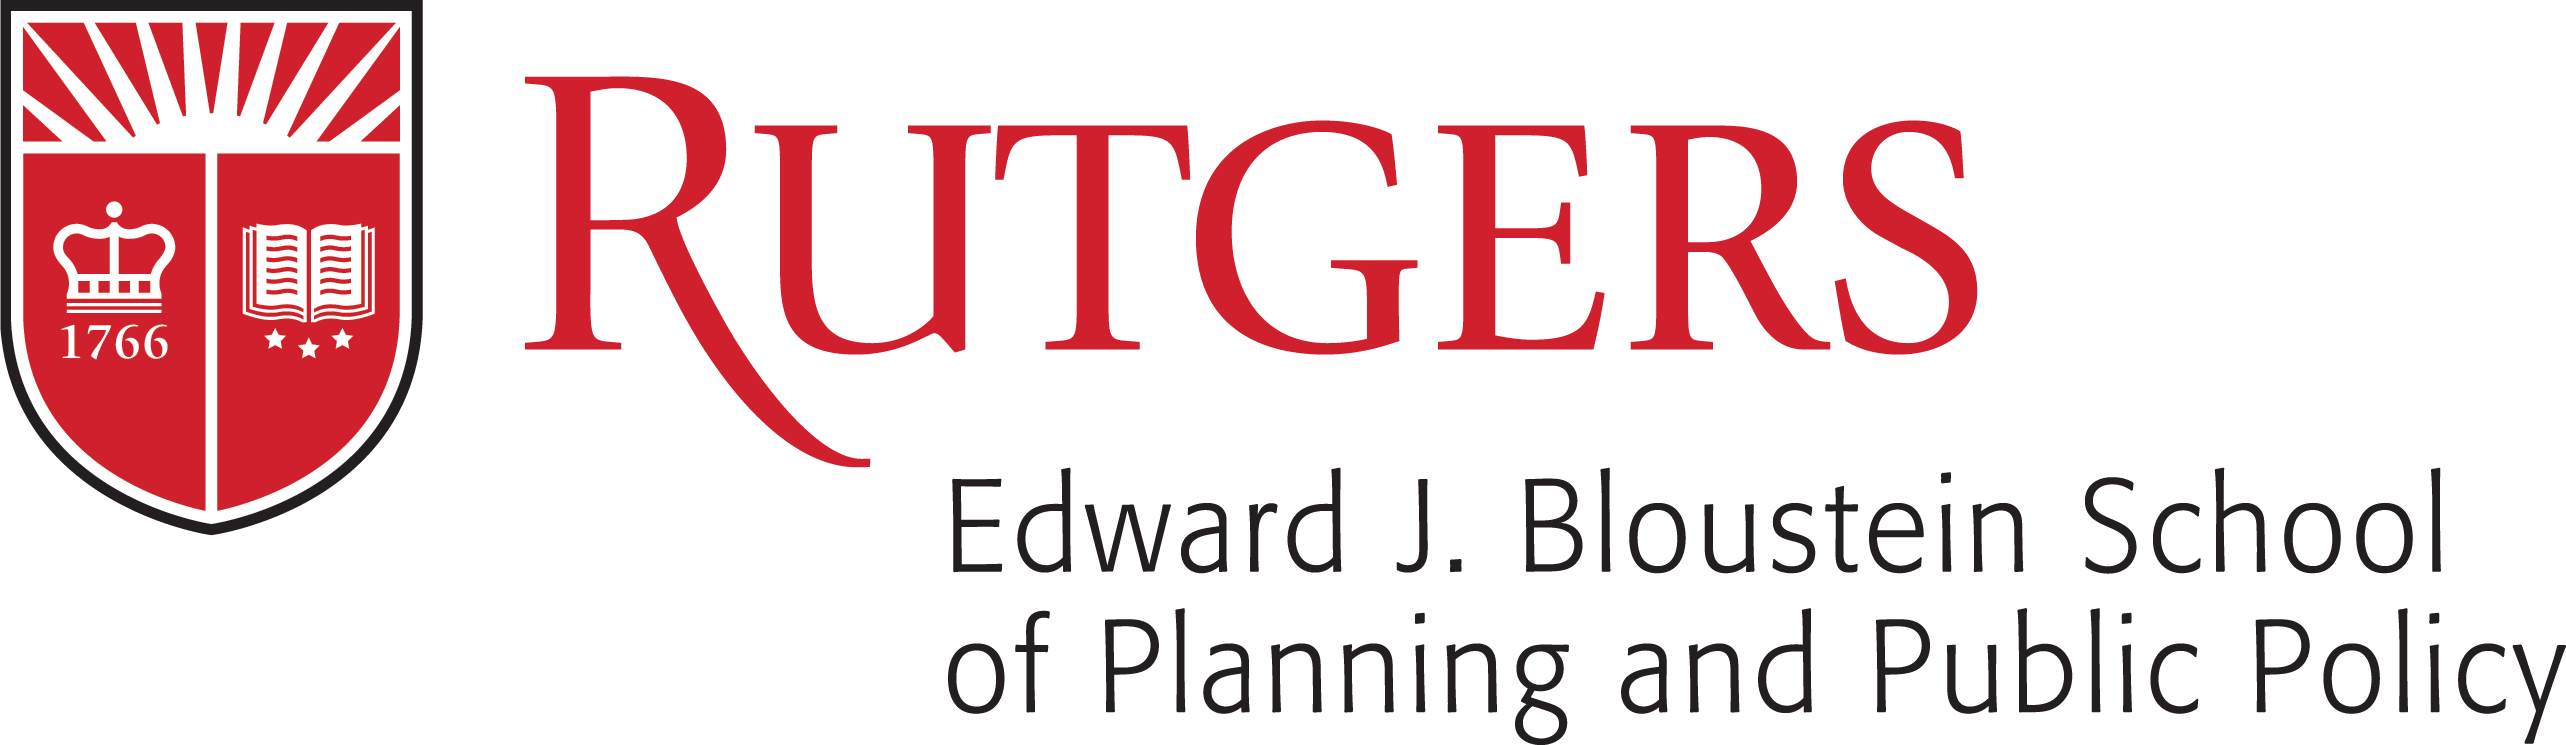 1766
RUTGERS
Edward J. Bloustein School
of Planning and Public Policy